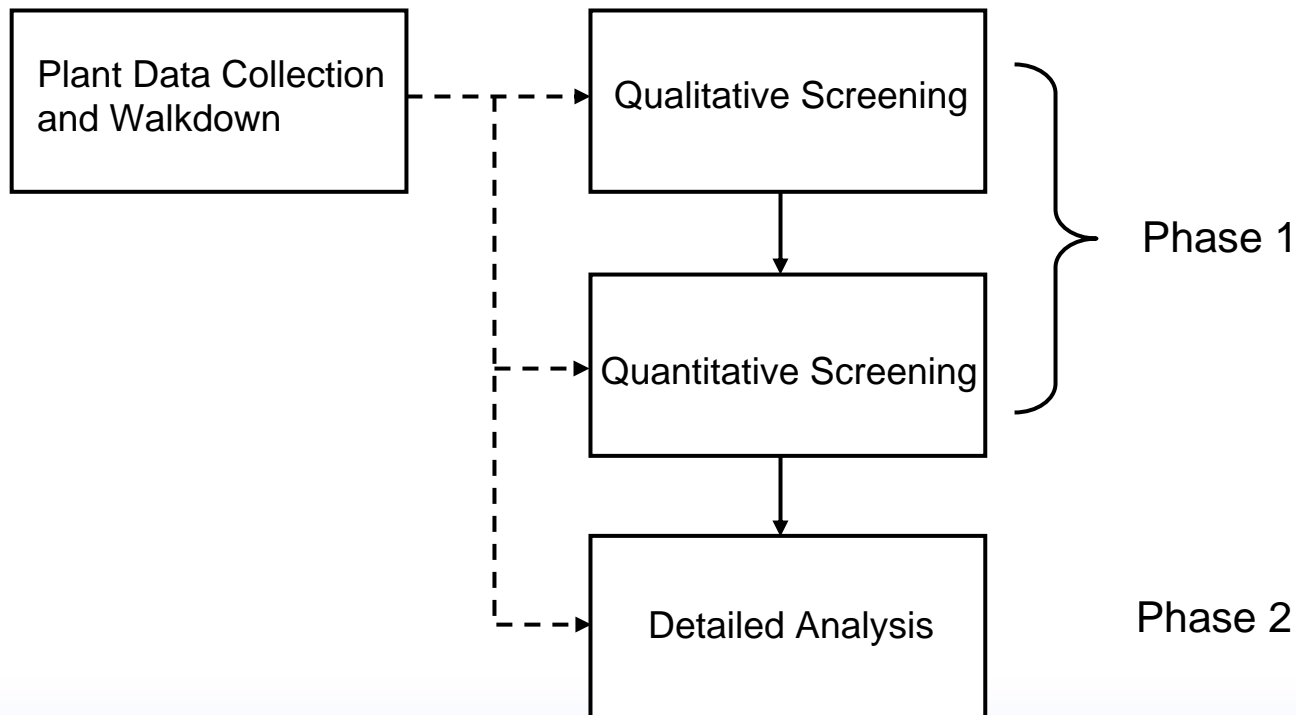 Plant Data Collection
and Walkdown
Qualitative Screening
Phase 1
Quantitative Screening
Detailed Analysis
Phase 2